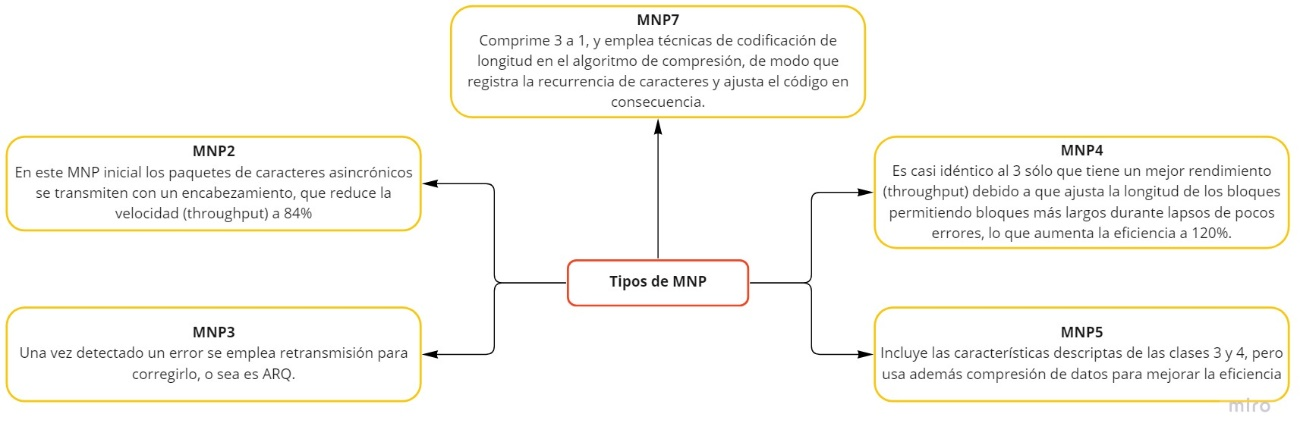 MNP7
Comprime 3 a 1, y emplea técnicas de codificación de
longitud en el algoritmo de compresión, de modo que
registra la recurrencia de caracteres y ajusta el código en
consecuencia.
MNP2
En este MNP inicial los paquetes de caracteres asincrónicos
se transmiten con un encabezamiento, que reduce la
velocidad (throughput) a 84%
MNP4
Es casi idéntico al 3 sólo que tiene un mejor rendimiento
(throughput) debido a que ajusta la longitud de los bloques
permitiendo bloques más largos durante lapsos de pocos
errores, lo que aumenta la eficiencia a 120%.
Tipos de MNP
MNP3
Una vez detectado un error se emplea retransmisión para
corregirlo, o sea es ARQ.
MNP5
Incluye las características descriptas de las clases 3 y 4, pero
usa además compresión de datos para mejorar la eficiencia
miro